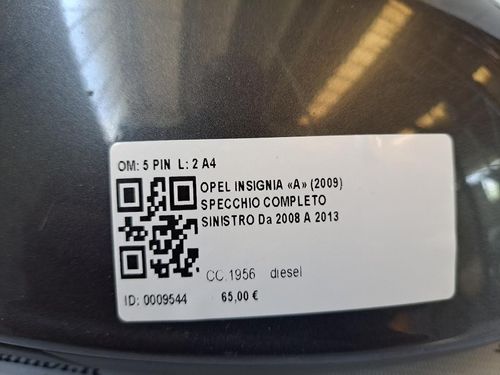 OM: 5 PIN L: 2 A4
OPEL INSIGNIA «A» (2009)
SPECCHIO COMPLETO
SINISTRO Da 2008 A 2013
CC.1956 diesel
ID: 0009544 65,00 €